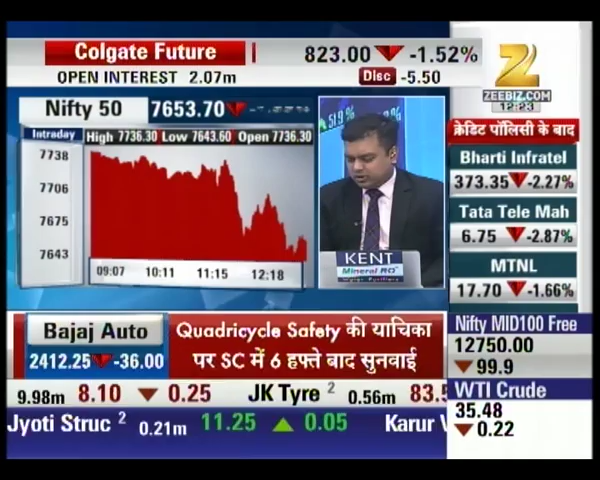 Colgate Future
823.00 -1.52%
OPEN INTEREST 2.07m
Disc -5.50
Z
ZEEBIZ.COM
12:23
Nifty 50 7653.70
Intraday High 7736.30 Low 7643.60 Open 7736.30
7738
7706
7675
7643
09:07 10:11 11:15 12:18
51.9%
KENT
Mineral RO
क्रेडिट पॉलिसी के बाद
Bharti Infratel
373.35 -2.27%
Tata Tele Mah
6.75 -2.87%
MTNL
17.70 -1.66%
Bajaj Auto
2412.25 -36.00
Quadricycle Safety की याचिका
पर SC में 6 हफ्ते बाद सुनवाई
Nifty MID100 Free
12750.00
99.9
WTI Crude
35.48
0.22
9.98m 8.10 0.25 JK Tyre 2 0.56m 83.5
Jyoti Struc 2 0.21m 11.25 0.05 Karur